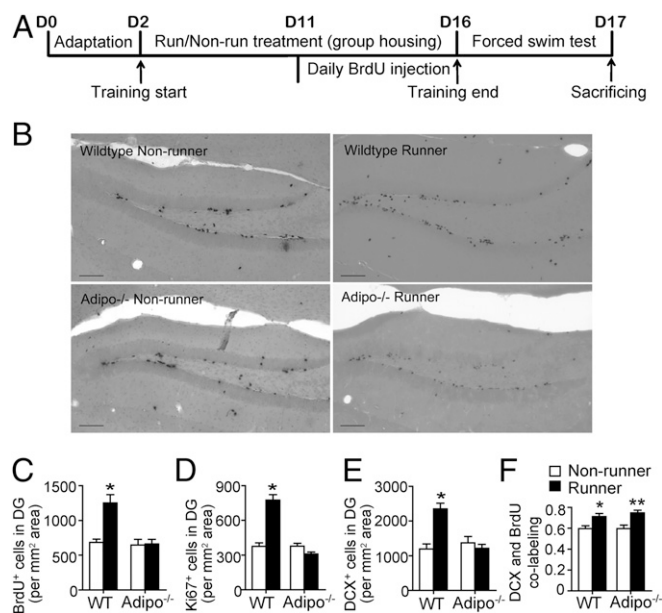 A
D0 D2 D11 D16 D17
Adaptation Run/Non-run treatment (group housing) Forced swim test
Daily BrdU injection
Training start Training end Sacrificing
B
Wildtype Non-runner Wildtype Runner
Adipo-/- Non-runner Adipo-/- Runner
C
BrdU⁺ cells in DG
(per mm² area)
1500
1000
500
0
*
WT Adipo⁻/⁻
D
Ki67⁺ cells in DG
(per mm² area)
900
600
300
0
*
WT Adipo⁻/⁻
E
DCX⁺ cells in DG
(per mm² area)
3000
2000
1000
0
*
WT Adipo⁻/⁻
F
Non-runner
Runner
DCX and BrdU
co-labeling
0.8
0.6
0.4
0.2
0
* **
WT Adipo⁻/⁻